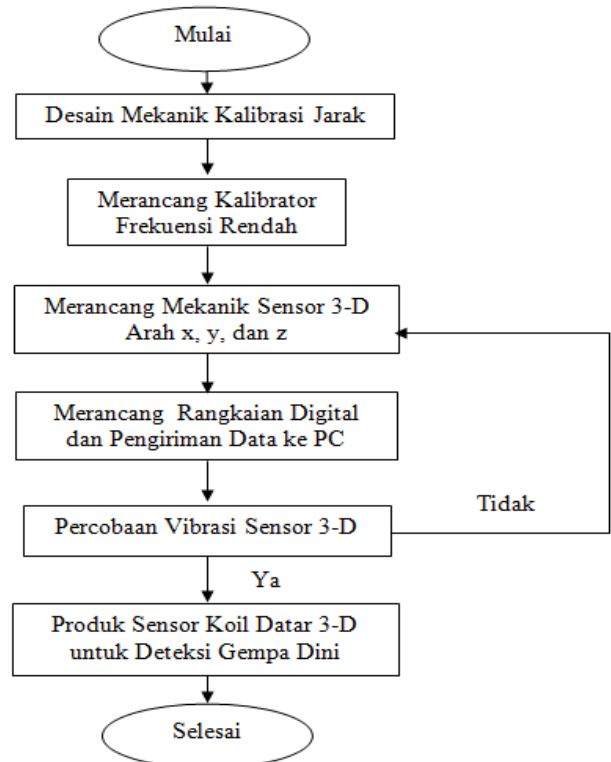 Mulai
Desain Mekanik Kalibrasi Jarak
Merancang Kalibrator
Frekuensi Rendah
Merancang Mekanik Sensor 3-D
Arah x, y, dan z
Merancang Rangkaian Digital
dan Pengiriman Data ke PC
Percobaan Vibrasi Sensor 3-D
Tidak
Ya
Produk Sensor Koil Datar 3-D
untuk Deteksi Gempa Dini
Selesai